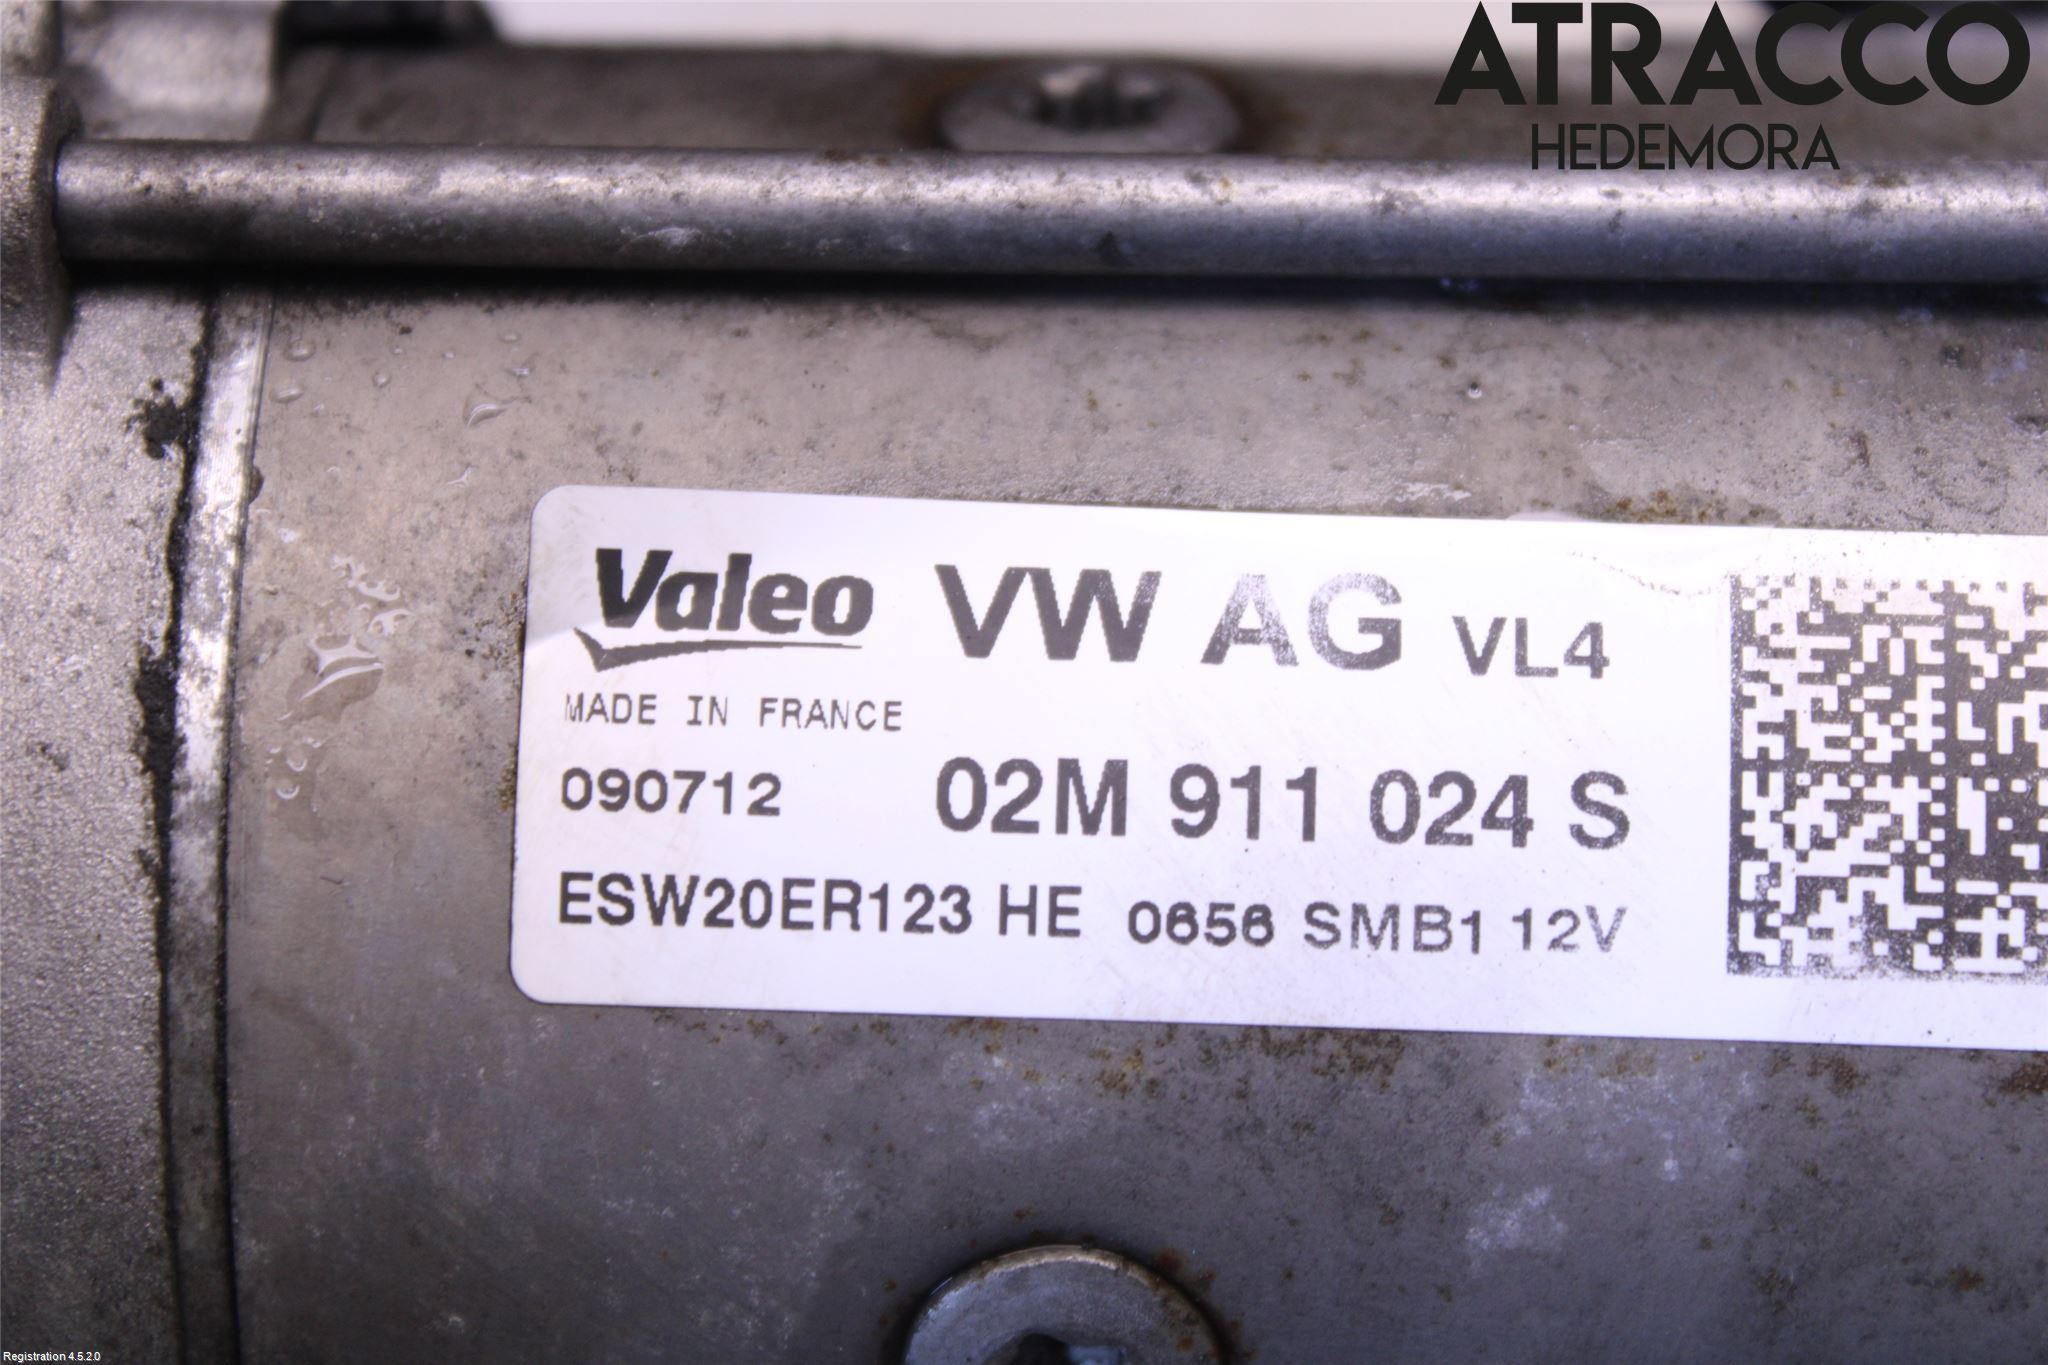 ATRACCO
HEDEMORA
Valeo VW AG VL4
MADE IN FRANCE
090712 02M 911 024 S
ESW20ER123 HE 0656 SMB1 12V
Registration 4.5.2.0